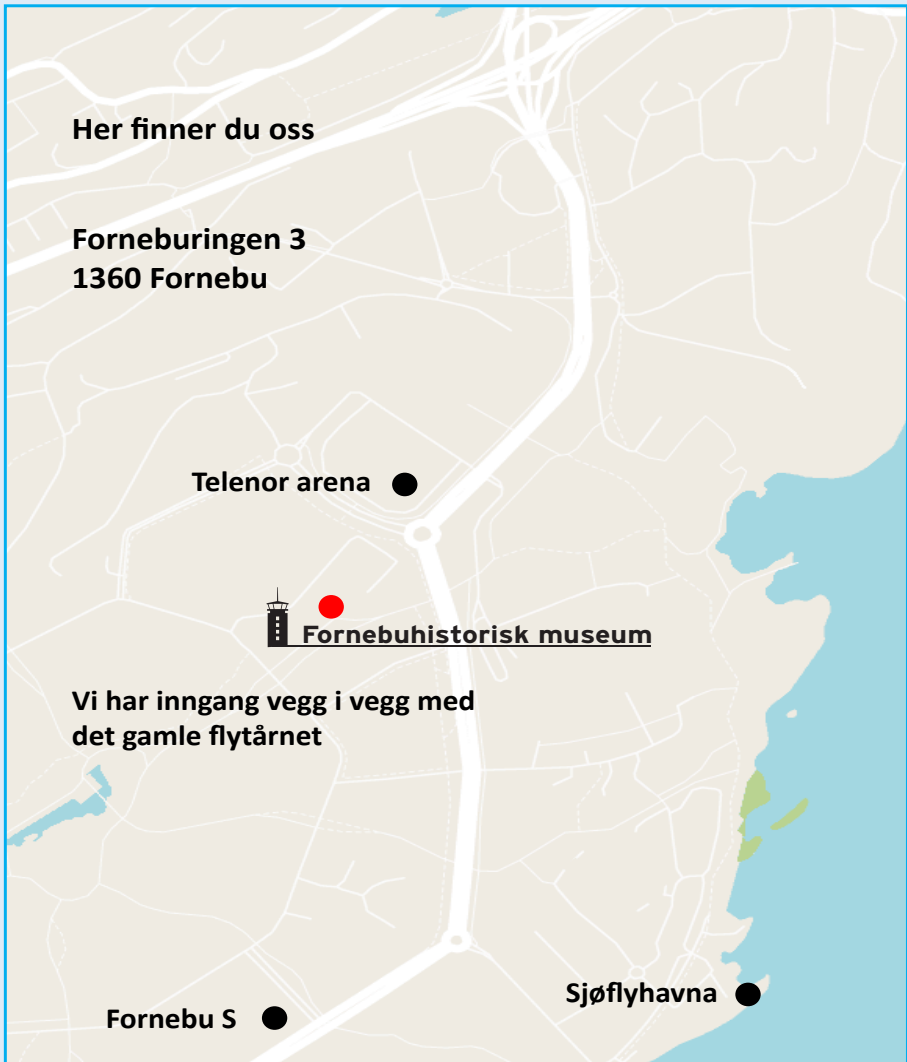 Her finner du oss
Forneburingen 3
1360 Fornebu
Telenor arena
Fornebuhistorisk museum
Vi har inngang vegg i vegg med
det gamle flytårnet
Sjøflyhavna
Fornebu S